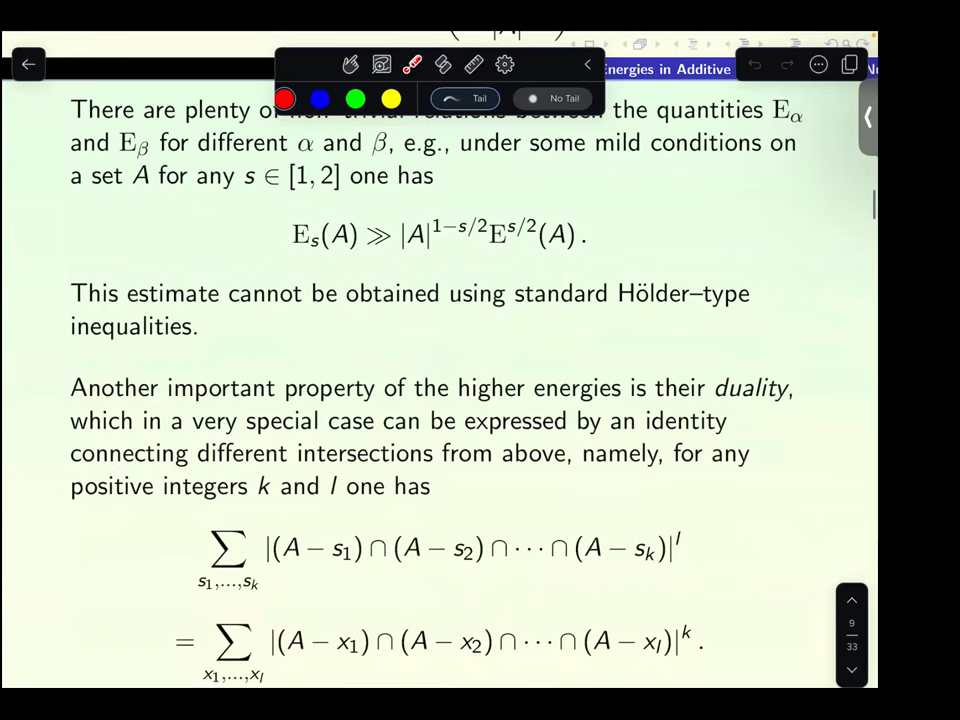 Energies in Additive
Tail
No Tail
There are plenty of non-trivial relations between the quantities E_α
and E_β for different α and β, e.g., under some mild conditions on
a set A for any s ∈ [1, 2] one has
E_s(A) ≫ |A|^{1−s/2} E^{s/2}(A) .
This estimate cannot be obtained using standard Hölder–type
inequalities.
Another important property of the higher energies is their duality,
which in a very special case can be expressed by an identity
connecting different intersections from above, namely, for any
positive integers k and l one has
∑_{s_1,...,s_k} |(A − s_1) ∩ (A − s_2) ∩ · · · ∩ (A − s_k)|^l
= ∑_{x_1,...,x_l} |(A − x_1) ∩ (A − x_2) ∩ · · · ∩ (A − x_l)|^k .
9
33